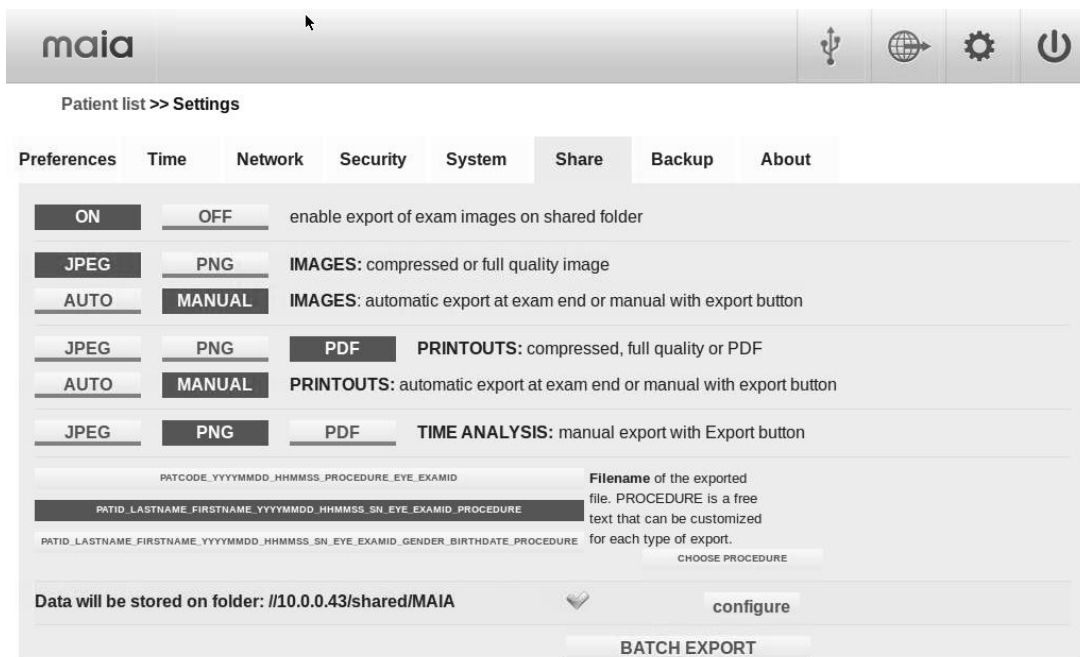 maia
Patient list >> Settings
Preferences Time Network Security System Share Backup About
ON OFF enable export of exam images on shared folder
JPEG PNG IMAGES: compressed or full quality image
AUTO MANUAL IMAGES: automatic export at exam end or manual with export button
JPEG PNG PDF PRINTOUTS: compressed, full quality or PDF
AUTO MANUAL PRINTOUTS: automatic export at exam end or manual with export button
JPEG PNG PDF TIME ANALYSIS: manual export with Export button
PATCODE_YYYYMMDD_HHMMSS_PROCEDURE_EYE_EXAMID
PATID_LASTNAME_FIRSTNAME_YYYYMMDD_HHMMSS_SN_EYE_EXAMID_PROCEDURE
PATID_LASTNAME_FIRSTNAME_YYYYMMDD_HHMMSS_SN_EYE_EXAMID_GENDER_BIRTHDATE_PROCEDURE
Filename of the exported
file. PROCEDURE is a free
text that can be customized
for each type of export.
CHOOSE PROCEDURE
Data will be stored on folder: //10.0.0.43/shared/MAIA configure
BATCH EXPORT